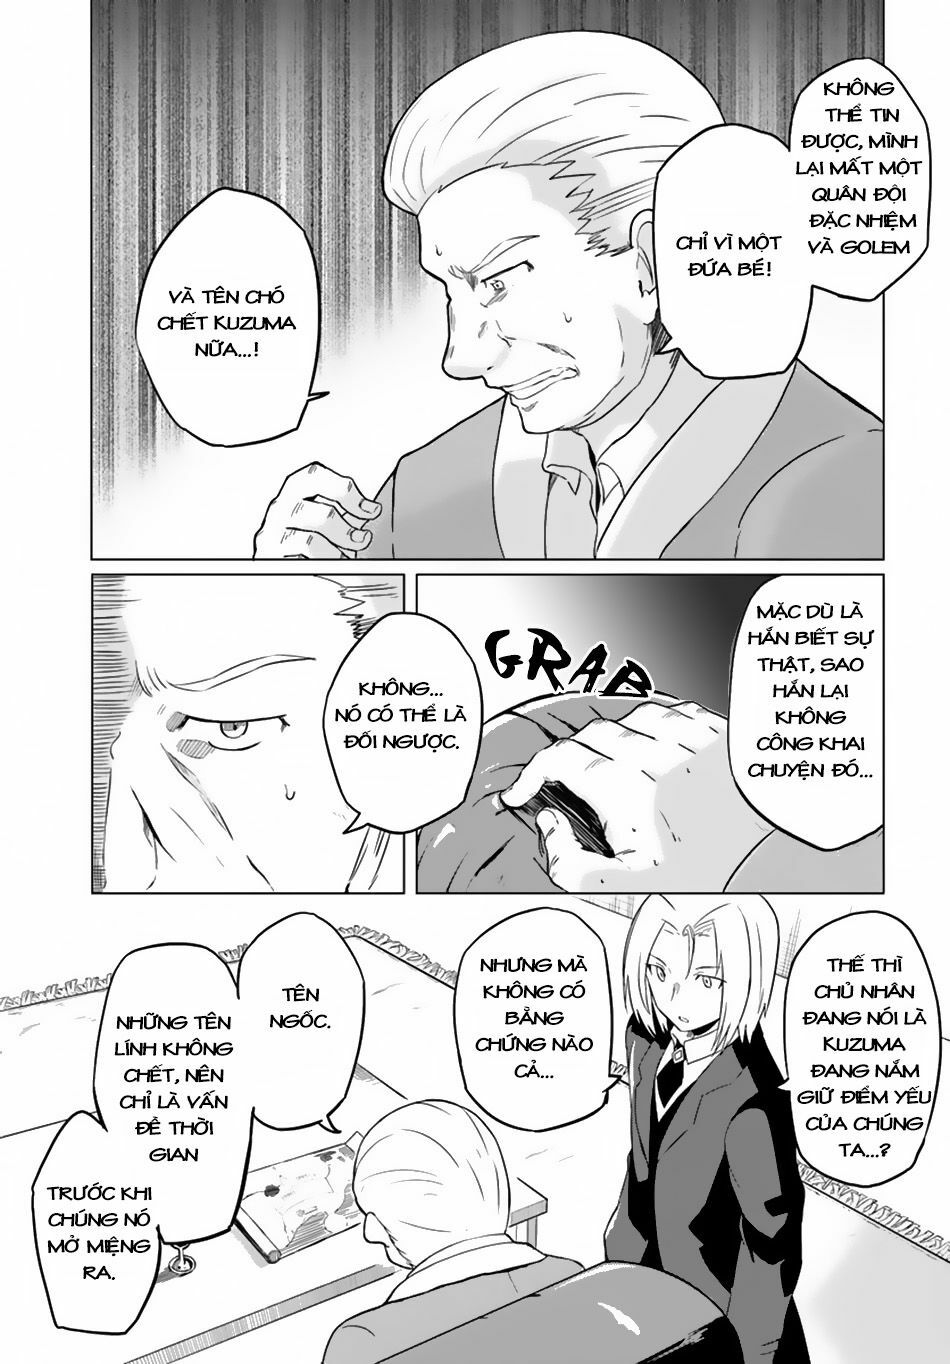 KHÔNG
THỂ TIN
ĐƯỢC, MÌNH
LẠI MẤT MỘT
QUÂN ĐỘI
ĐẶC NHIỆM
VÀ GOLEM
CHỈ VÌ MỘT
ĐỨA BÉ!
VÀ TÊN CHÓ
CHẾT KUZUMA
NỮA...!
MẶC DÙ LÀ
HẮN BIẾT SỰ
THẬT, SAO
HẮN LẠI
KHÔNG
CÔNG KHAI
CHUYỆN ĐÓ...
GRAB
KHÔNG...
NÓ CÓ THỂ LÀ
ĐỐI NGƯỢC.
THẾ THÌ
CHỦ NHÂN
ĐANG NÓI LÀ
KUZUMA
ĐANG NẮM
GIỮ ĐIỂM YẾU
CỦA CHÚNG
TA...?
NHƯNG MÀ
KHÔNG CÓ
BẰNG
CHỨNG NÀO
CẢ...
TÊN
NGỐC.
NHỮNG TÊN
LÍNH KHÔNG
CHẾT, NÊN
CHỈ LÀ VẤN
ĐỀ THỜI
GIAN
TRƯỚC KHI
CHÚNG NÓ
MỞ MIỆNG
RA.